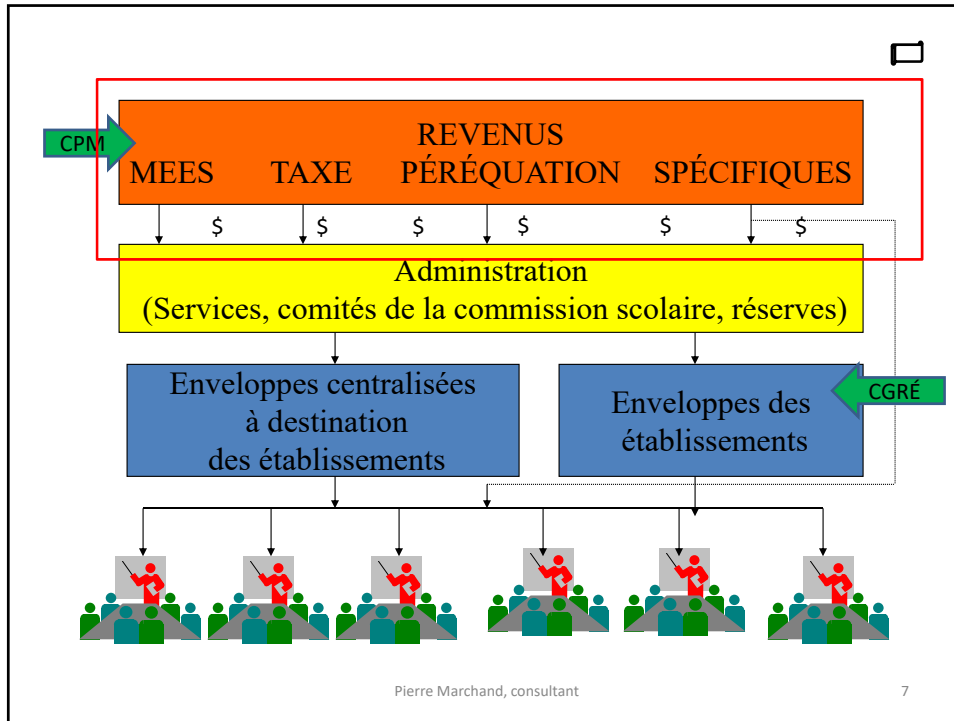 REVENUS
CPM
MEES TAXE PÉRÉQUATION SPÉCIFIQUES
$ $ $ $ $ $
Administration
(Services, comités de la commission scolaire, réserves)
Enveloppes centralisées
à destination
des établissements
Enveloppes des
établissements
CGRÉ
Pierre Marchand, consultant
7